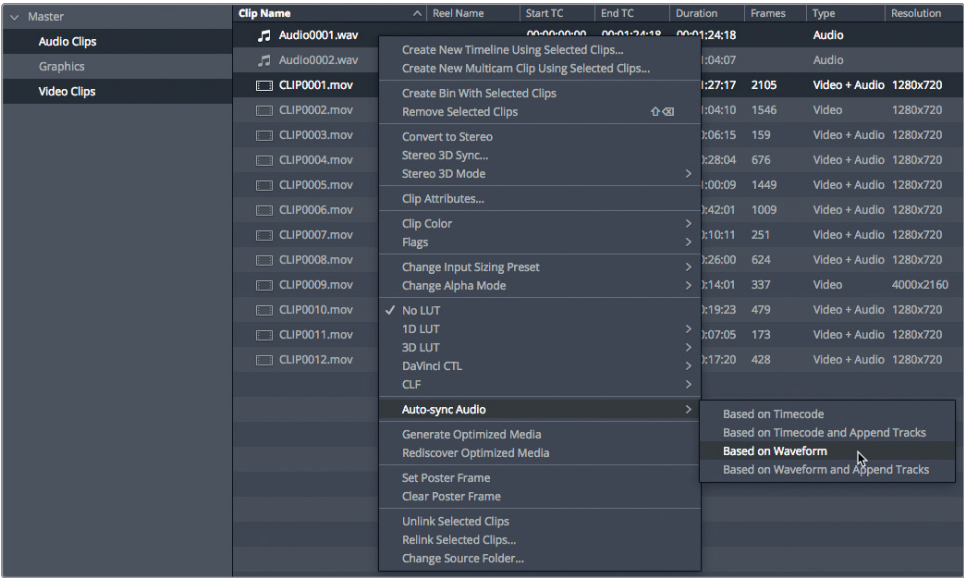 Master
Audio Clips
Graphics
Video Clips
Clip Name Reel Name Start TC End TC Duration Frames Type Resolution
Audio0001.wav 00:00:00:00 00:01:24:18 00:01:24:18 Audio
Audio0002.wav :04:07 Audio
CLIP0001.mov :27:17 2105 Video + Audio 1280x720
CLIP0002.mov :04:10 1546 Video 1280x720
CLIP0003.mov :06:15 159 Video + Audio 1280x720
CLIP0004.mov :28:04 676 Video + Audio 1280x720
CLIP0005.mov :00:09 1449 Video + Audio 1280x720
CLIP0006.mov :42:01 1009 Video + Audio 1280x720
CLIP0007.mov :10:11 251 Video + Audio 1280x720
CLIP0008.mov :26:00 624 Video + Audio 1280x720
CLIP0009.mov :14:01 337 Video 4000x2160
CLIP0010.mov :19:23 479 Video + Audio 1280x720
CLIP0011.mov :07:05 173 Video + Audio 1280x720
CLIP0012.mov :17:20 428 Video + Audio 1280x720
Create New Timeline Using Selected Clips...
Create New Multicam Clip Using Selected Clips...
Create Bin With Selected Clips
Remove Selected Clips
Convert to Stereo
Stereo 3D Sync...
Stereo 3D Mode
Clip Attributes...
Clip Color
Flags
Change Input Sizing Preset
Change Alpha Mode
No LUT
1D LUT
3D LUT
DaVinci CTL
CLF
Auto-sync Audio
Generate Optimized Media
Rediscover Optimized Media
Set Poster Frame
Clear Poster Frame
Unlink Selected Clips
Relink Selected Clips...
Change Source Folder...
Based on Timecode
Based on Timecode and Append Tracks
Based on Waveform
Based on Waveform and Append Tracks